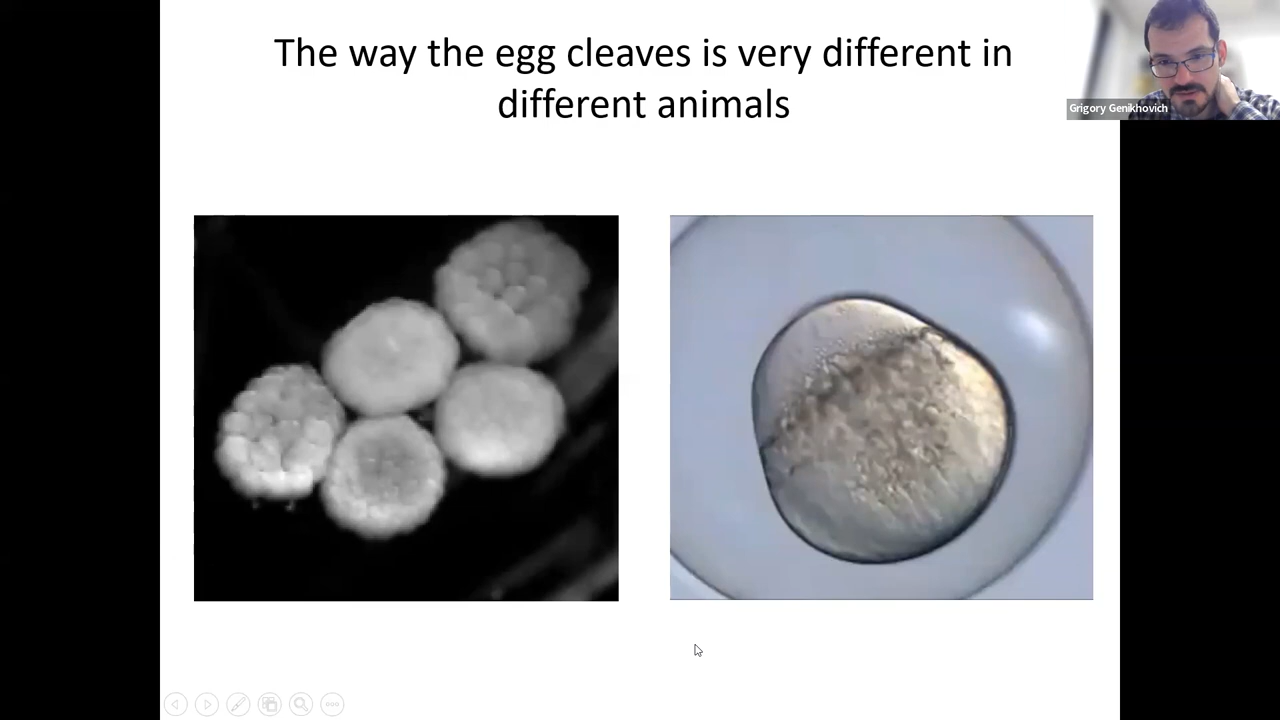 The way the egg cleaves is very different in
different animals
Grigory Genikhovich